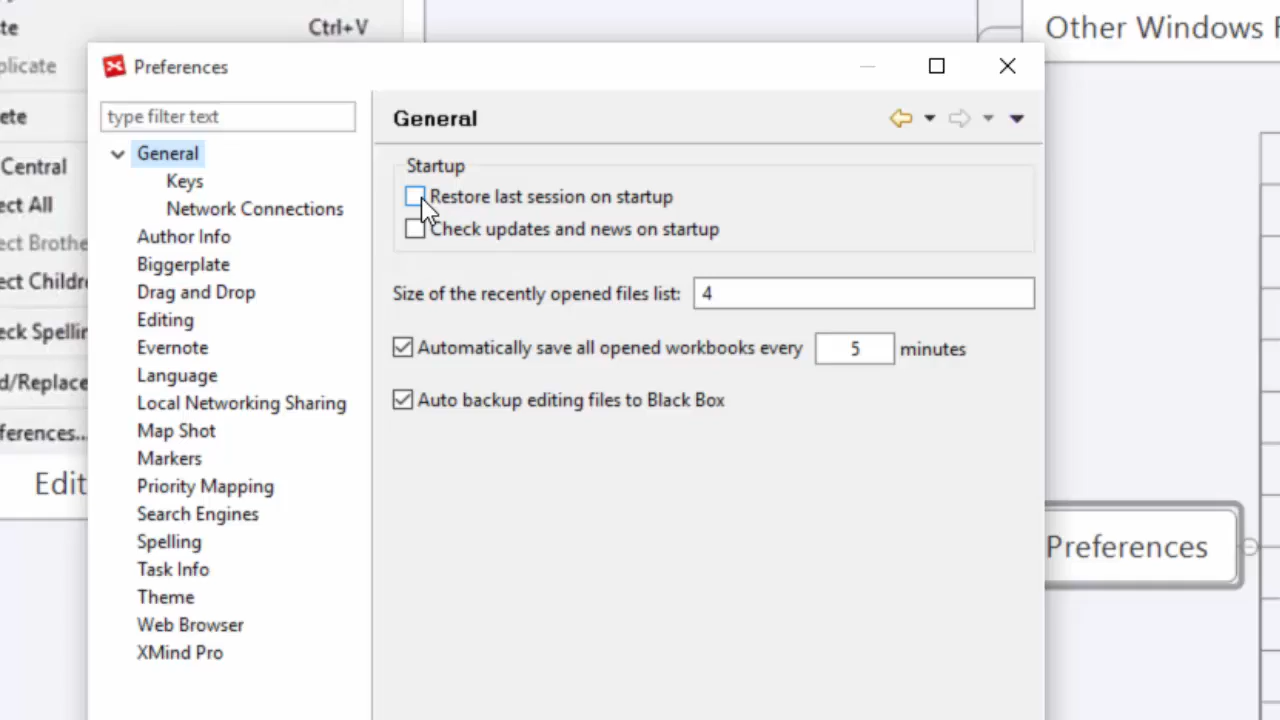 te Ctrl+V
plicate
ete
Central
ect All
ect Brothe
ect Childre
eck Spellin
d/Replace
ferences...
Edit
Other Windows F
Preferences
Preferences
type filter text
General
Keys
Network Connections
Author Info
Biggerplate
Drag and Drop
Editing
Evernote
Language
Local Networking Sharing
Map Shot
Markers
Priority Mapping
Search Engines
Spelling
Task Info
Theme
Web Browser
XMind Pro
General
Startup
Restore last session on startup
Check updates and news on startup
Size of the recently opened files list: 4
Automatically save all opened workbooks every 5 minutes
Auto backup editing files to Black Box